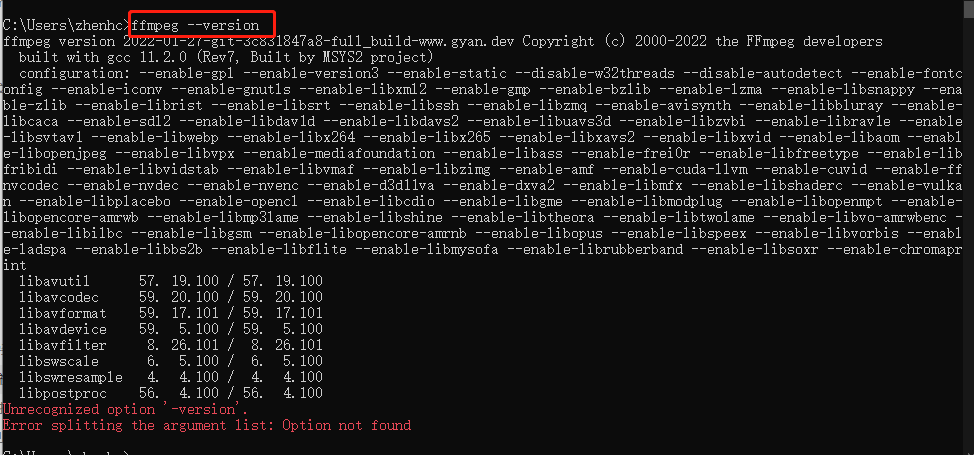 C:\Users\zhenhc>ffmpeg --version
ffmpeg version 2022-01-27-git-3c831847a8-full_build-www.gyan.dev Copyright (c) 2000-2022 the FFmpeg developers
built with gcc 11.2.0 (Rev7, Built by MSYS2 project)
configuration: --enable-gpl --enable-version3 --enable-static --disable-w32threads --disable-autodetect --enable-fontc
onfig --enable-iconv --enable-gnutls --enable-libxml2 --enable-gmp --enable-bzlib --enable-lzma --enable-libsnappy --ena
ble-zlib --enable-librist --enable-libsrt --enable-libssh --enable-libzmq --enable-avisynth --enable-libbluray --enable-
libcaca --enable-sdl2 --enable-libdav1d --enable-libdavs2 --enable-libuavs3d --enable-libzvbi --enable-librav1e --enable
-libsvtav1 --enable-libwebp --enable-libx264 --enable-libx265 --enable-libxavs2 --enable-libxvid --enable-libaom --enabl
e-libopenjpeg --enable-libvpx --enable-mediafoundation --enable-libass --enable-frei0r --enable-libfreetype --enable-lib
fribidi --enable-libvidstab --enable-libvmaf --enable-libzimg --enable-amf --enable-cuda-llvm --enable-cuvid --enable-ff
nvcodec --enable-nvdec --enable-nvenc --enable-d3d11va --enable-dxva2 --enable-libmfx --enable-libshaderc --enable-vulka
n --enable-libplacebo --enable-opencl --enable-libcdio --enable-libgme --enable-libmodplug --enable-libopenmpt --enable-
libopencore-amrwb --enable-libmp3lame --enable-libshine --enable-libtheora --enable-libtwolame --enable-libvo-amrwbenc -
-enable-libilbc --enable-libgsm --enable-libopencore-amrnb --enable-libopus --enable-libspeex --enable-libvorbis --enabl
e-ladspa --enable-libbs2b --enable-libflite --enable-libmysofa --enable-librubberband --enable-libsoxr --enable-chromapr
int
libavutil 57. 19.100 / 57. 19.100
libavcodec 59. 20.100 / 59. 20.100
libavformat 59. 17.101 / 59. 17.101
libavdevice 59. 5.100 / 59. 5.100
libavfilter 8. 26.101 / 8. 26.101
libswscale 6. 5.100 / 6. 5.100
libswresample 4. 4.100 / 4. 4.100
libpostproc 56. 4.100 / 56. 4.100
Unrecognized option '-version'.
Error splitting the argument list: Option not found
C:\Users\zhenhc>